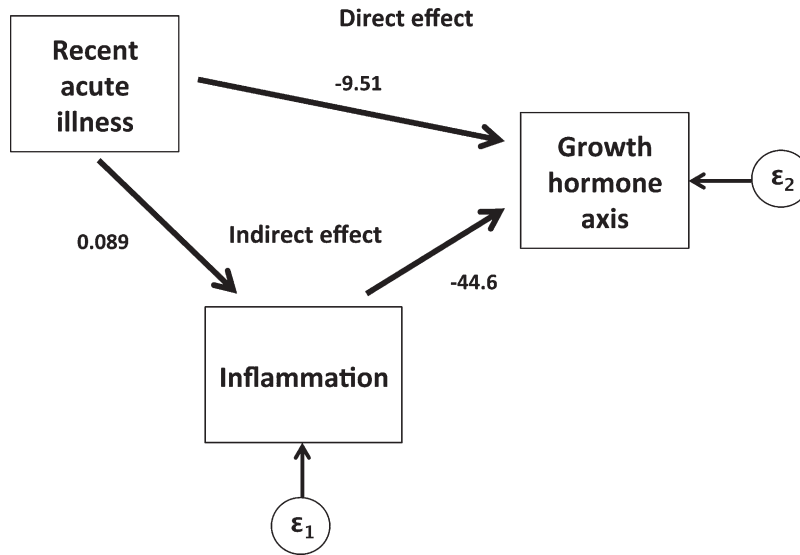 Direct effect
Recent
acute
illness
-9.51
Growth
hormone
axis
ε2
0.089
Indirect effect
-44.6
Inflammation
ε1